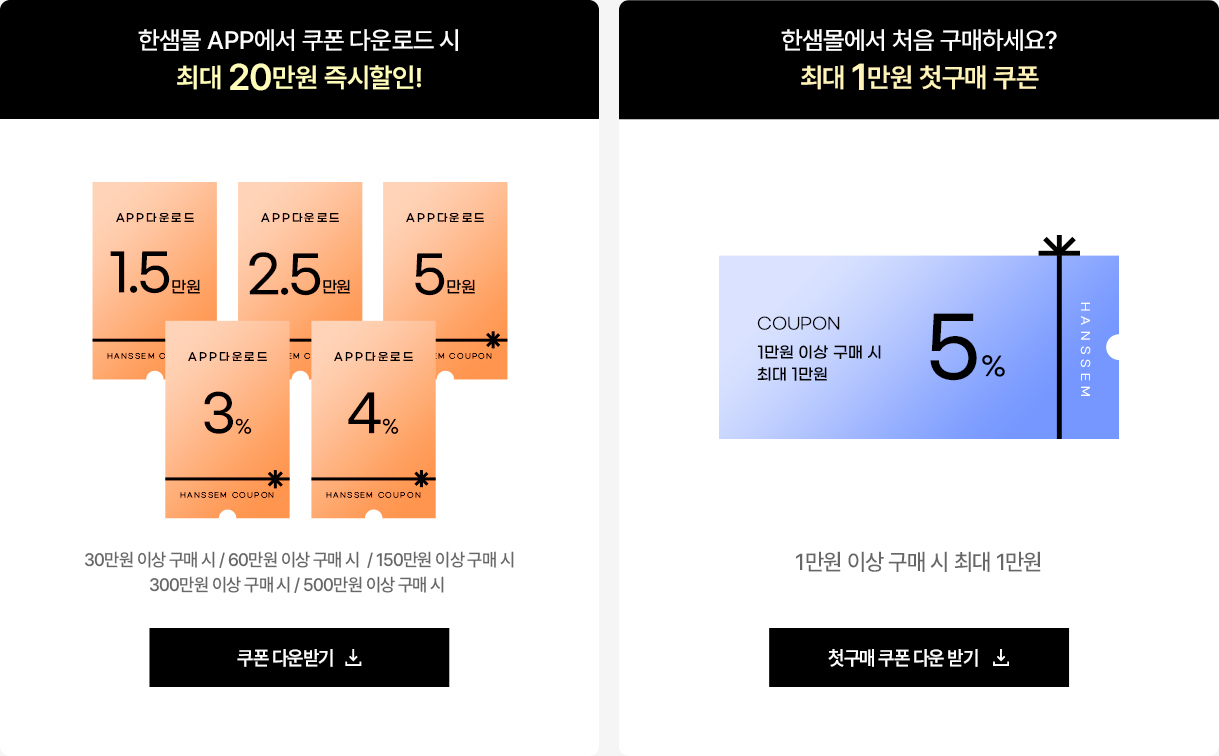 한샘몰 APP에서 쿠폰 다운로드 시
최대 20만원 즉시할인!
APP다운로드
1.5만원
HANSSEM C
APP다운로드
2.5만원
EM C
APP다운로드
5만원
EM COUPON
APP다운로드
3%
HANSSEM COUPON
APP다운로드
4%
HANSSEM COUPON
30만원 이상 구매 시 / 60만원 이상 구매 시 / 150만원 이상 구매 시
300만원 이상 구매 시 / 500만원 이상 구매 시
쿠폰 다운받기
한샘몰에서 처음 구매하세요?
최대 1만원 첫구매 쿠폰
COUPON
1만원 이상 구매 시
최대 1만원
5%
HANSSEM
1만원 이상 구매 시 최대 1만원
첫구매 쿠폰 다운 받기